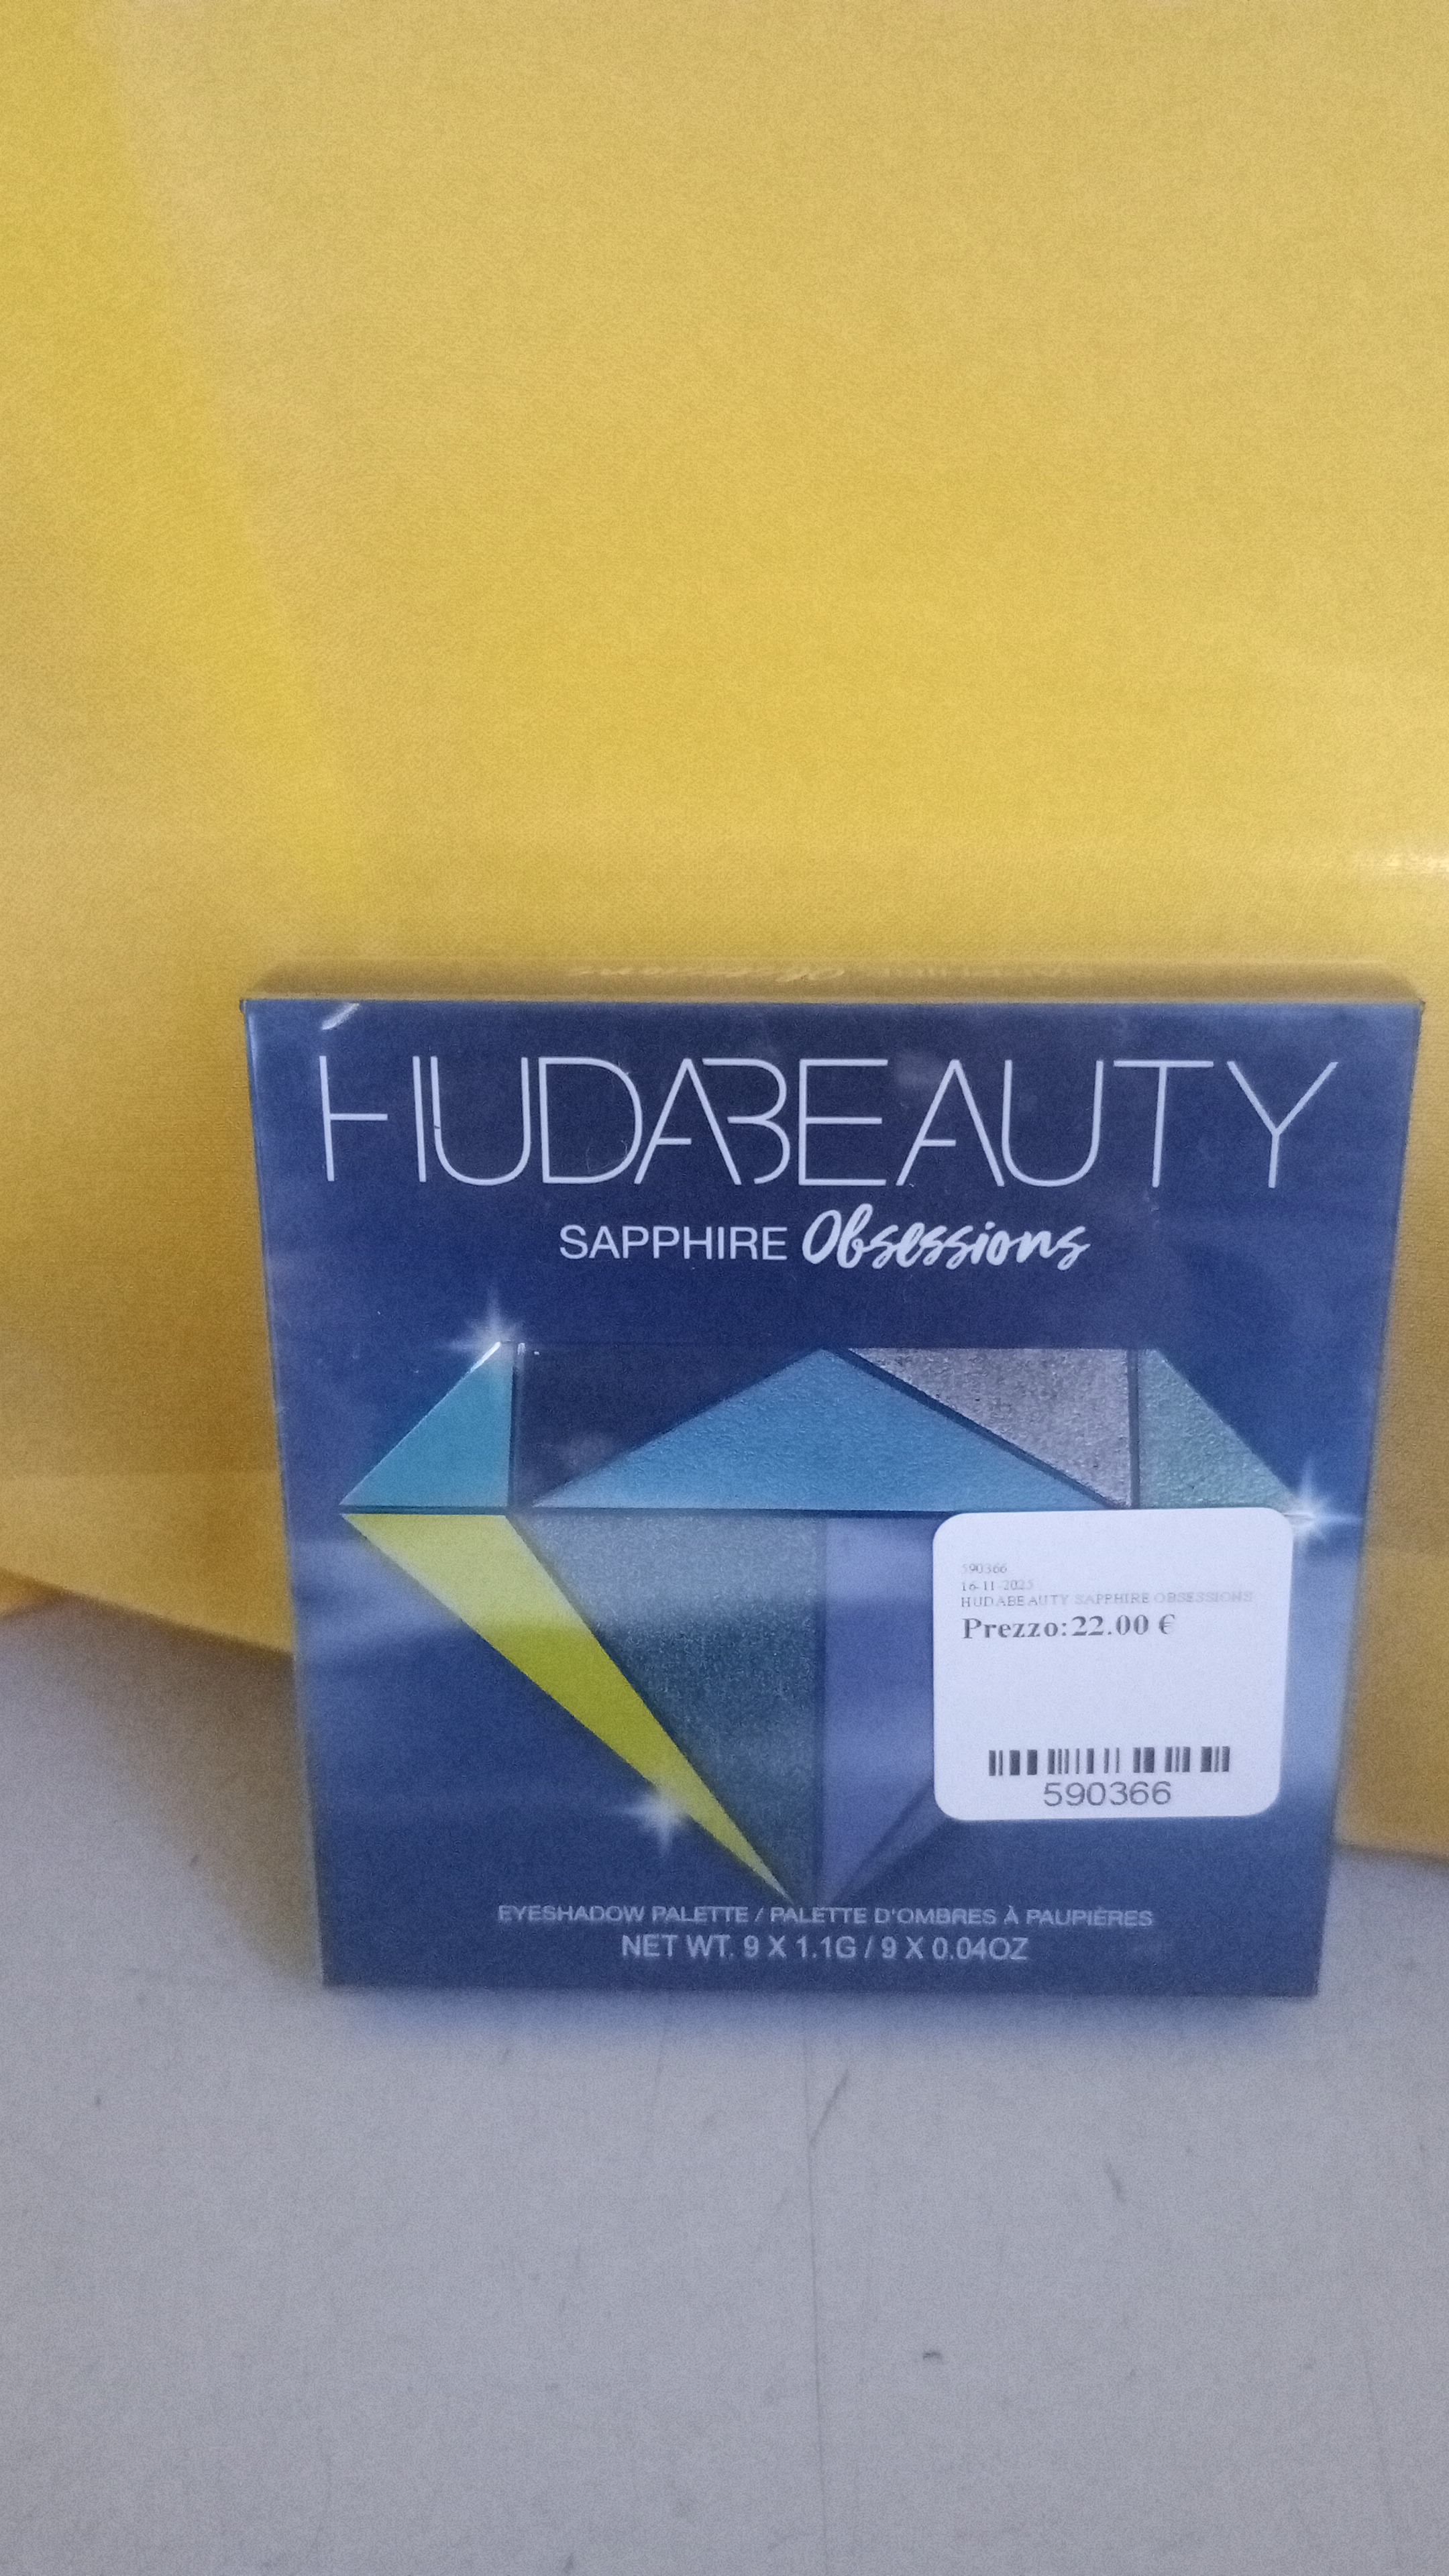 HUDABEAUTY
SAPPHIRE Obsessions
590366
16-11-2025
HUDABEAUTY SAPPHIRE OBSESSIONS
Prezzo:22.00 €
590366
EYESHADOW PALETTE / PALETTE D'OMBRES À PAUPIÈRES
NET WT. 9 X 1.1G / 9 X 0.04OZ